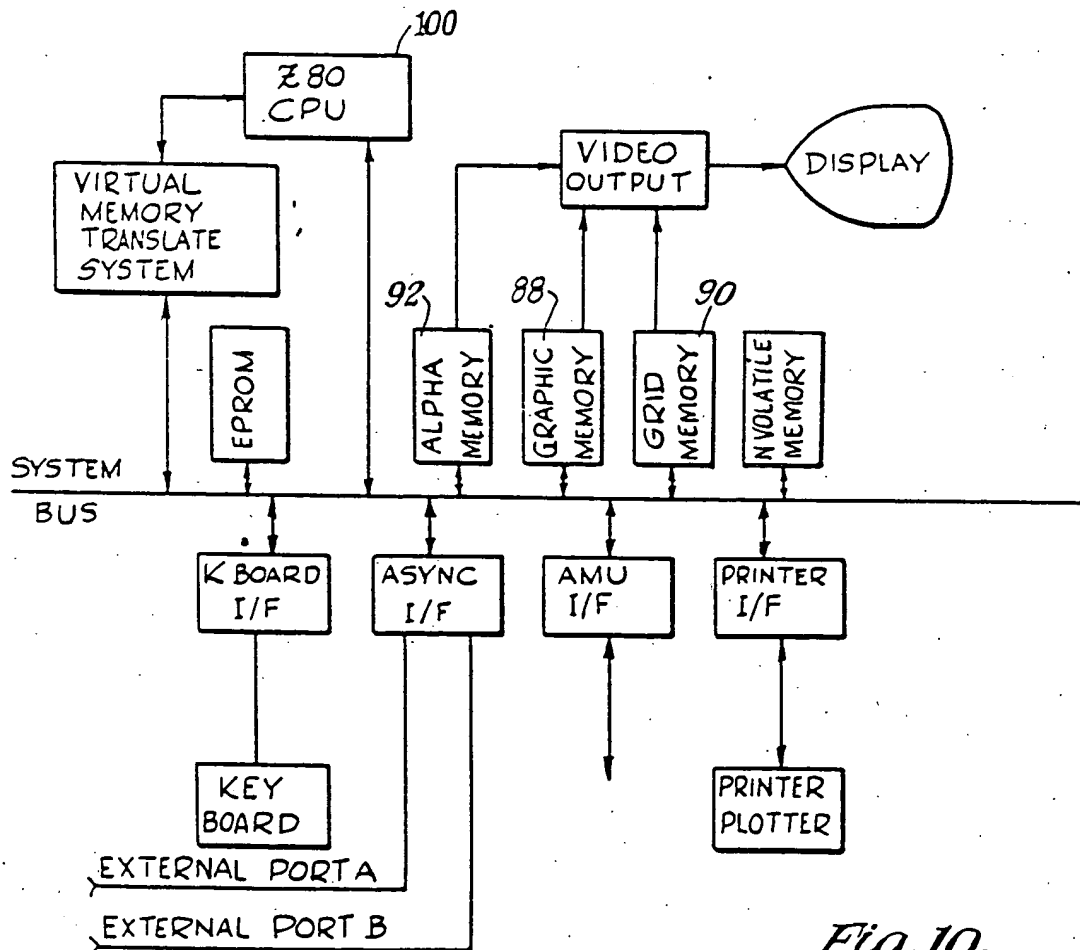 100
Z80
CPU
VIRTUAL
MEMORY
TRANSLATE
SYSTEM
VIDEO
OUTPUT
DISPLAY
92
88
90
EPROM
ALPHA
MEMORY
GRAPHIC
MEMORY
GRID
MEMORY
NVOLATILE
MEMORY
SYSTEM
BUS
K BOARD
I/F
ASYNC
I/F
AMU
I/F
PRINTER
I/F
KEY
BOARD
PRINTER
PLOTTER
EXTERNAL PORT A
EXTERNAL PORT B
Fig. 10.